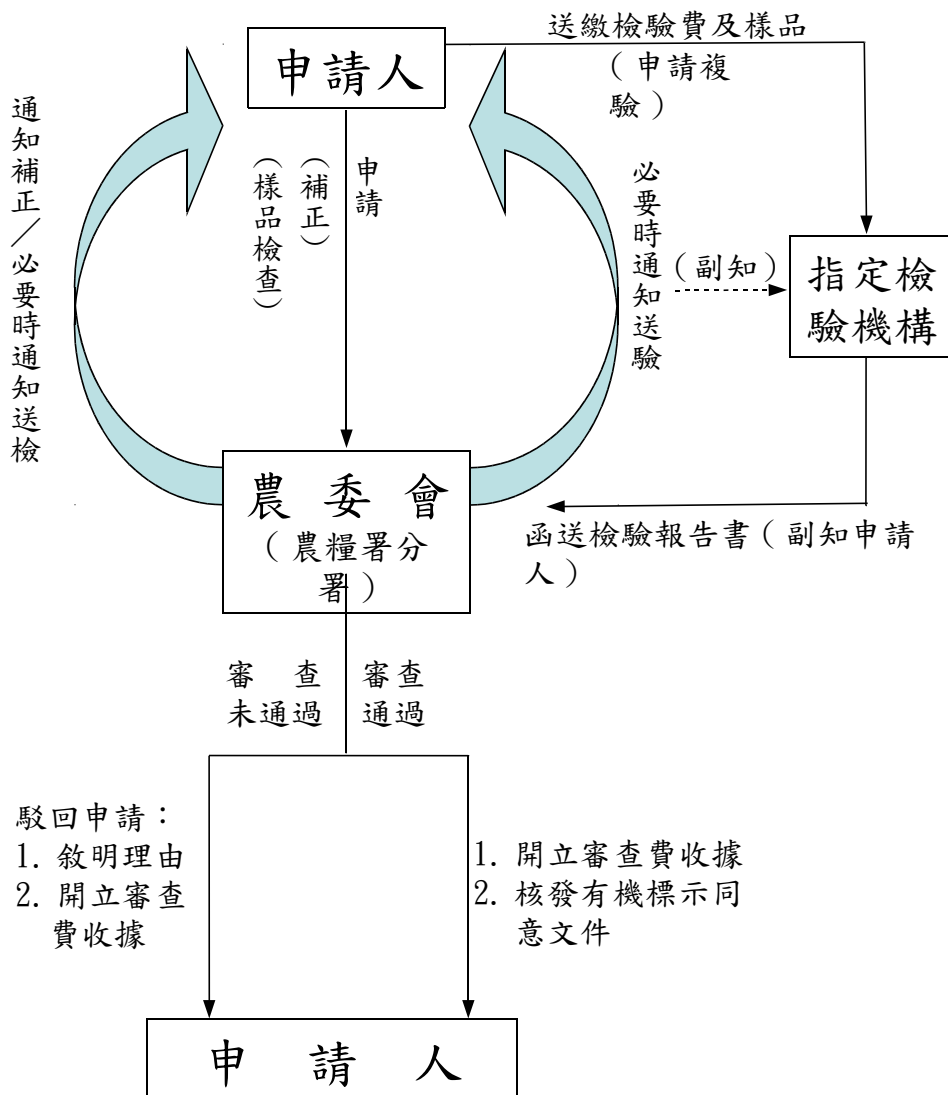 送繳檢驗費及樣品
（申請複
驗）
申請人
通知補正／必要時通知送檢
（樣品檢查）
（補正）
申請
必要時通知送驗
（副知）
指定檢
驗機構
農委會
（農糧署分
署）
函送檢驗報告書（副知申請
人）
審查
未通過
審查
通過
駁回申請：
1. 敘明理由
2. 開立審查
費收據
1. 開立審查費收據
2. 核發有機標示同
意文件
申請人